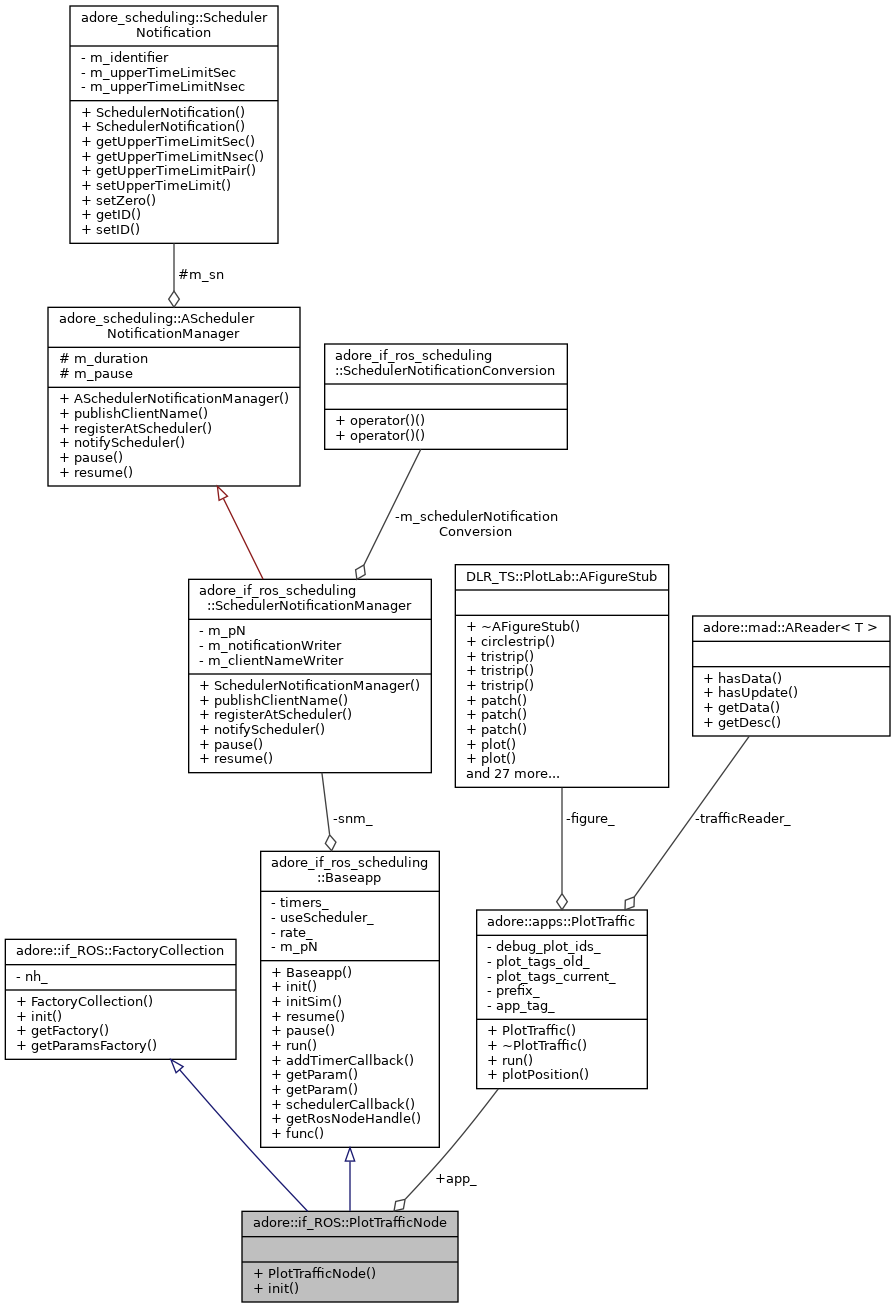 adore_scheduling::Scheduler
Notification
- m_identifier
- m_upperTimeLimitSec
- m_upperTimeLimitNsec
+ SchedulerNotification()
+ SchedulerNotification()
+ getUpperTimeLimitSec()
+ getUpperTimeLimitNsec()
+ getUpperTimeLimitPair()
+ setUpperTimeLimit()
+ setZero()
+ getID()
+ setID()
#m_sn
adore_scheduling::AScheduler
NotificationManager
# m_duration
# m_pause
+ ASchedulerNotificationManager()
+ publishClientName()
+ registerAtScheduler()
+ notifyScheduler()
+ pause()
+ resume()
adore_if_ros_scheduling
::SchedulerNotificationConversion
+ operator()()
+ operator()()
-m_schedulerNotification
Conversion
adore_if_ros_scheduling
::SchedulerNotificationManager
- m_pN
- m_notificationWriter
- m_clientNameWriter
+ SchedulerNotificationManager()
+ publishClientName()
+ registerAtScheduler()
+ notifyScheduler()
+ pause()
+ resume()
DLR_TS::PlotLab::AFigureStub
+ ~AFigureStub()
+ circlestrip()
+ tristrip()
+ tristrip()
+ tristrip()
+ patch()
+ patch()
+ patch()
+ plot()
+ plot()
and 27 more...
adore::mad::AReader< T >
+ hasData()
+ hasUpdate()
+ getData()
+ getDesc()
-snm_
-figure_
-trafficReader_
adore_if_ros_scheduling
::Baseapp
- timers_
- useScheduler_
- rate_
- m_pN
+ Baseapp()
+ init()
+ initSim()
+ resume()
+ pause()
+ run()
+ addTimerCallback()
+ getParam()
+ getParam()
+ schedulerCallback()
+ getRosNodeHandle()
+ func()
adore::if_ROS::FactoryCollection
- nh_
+ FactoryCollection()
+ init()
+ getFactory()
+ getParamsFactory()
adore::apps::PlotTraffic
- debug_plot_ids_
- plot_tags_old_
- plot_tags_current_
- prefix_
- app_tag_
+ PlotTraffic()
+ ~PlotTraffic()
+ run()
+ plotPosition()
+app_
adore::if_ROS::PlotTrafficNode
+ PlotTrafficNode()
+ init()